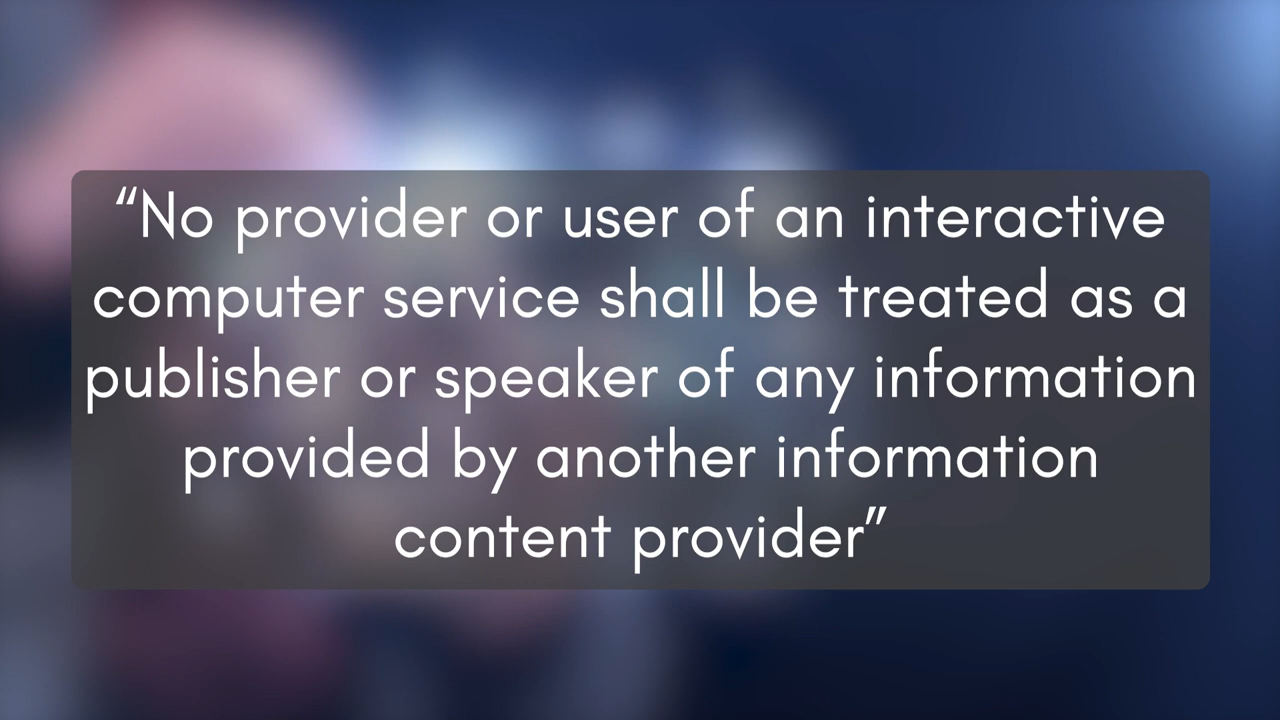 “No provider or user of an interactive
computer service shall be treated as a
publisher or speaker of any information
provided by another information
content provider”